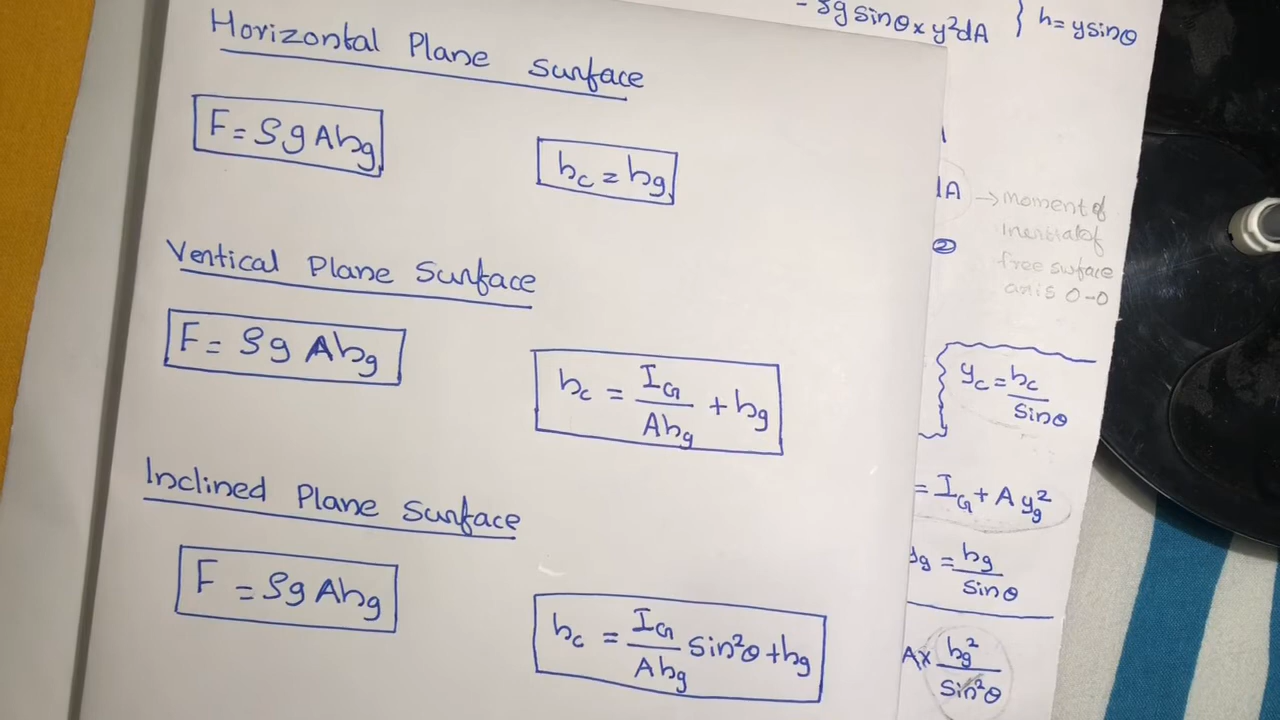 Horizontal Plane Surface
F = ρg Ahg
hc = hg
Vertical Plane Surface
F = ρg Ahg
hc = IG/Ahg + hg
Inclined Plane Surface
F = ρg Ahg
hc = IG/Ahg Sin²θ + hg
= ρg sinθ × y²dA } h = y sinθ
dA → moment of
inertia of
free surface
axis O-O
②
yc = hc/Sinθ
= IG + A yg²
yg = hg/Sinθ
A× hg²/Sin²θ